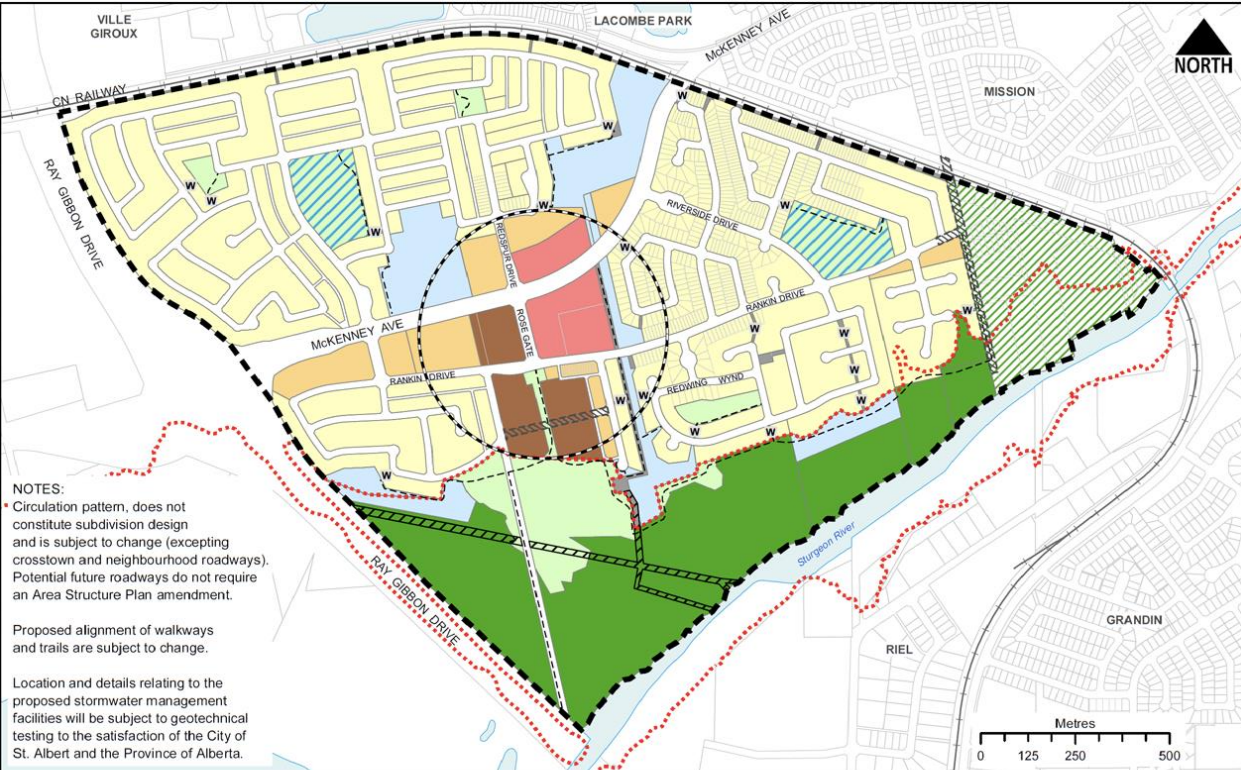 VILLE
GIROUX
LACOMBE PARK
McKENNEY AVE
NORTH
MISSION
CN RAILWAY
RAY GIBBON DRIVE
W
W
W
W
W
W
W
W
RIVERSIDE DRIVE
REDSPUR DRIVE
RANKIN DRIVE
McKENNEY AVE
ROSE GATE
W
W
W
RANKIN DRIVE
REDWING WYND
W
W
W
W
W
W
NOTES:
Circulation pattern, does not
constitute subdivision design
and is subject to change (excepting
crosstown and neighbourhood roadways).
Potential future roadways do not require
an Area Structure Plan amendment.
Proposed alignment of walkways
and trails are subject to change.
Location and details relating to the
proposed stormwater management
facilities will be subject to geotechnical
testing to the satisfaction of the City of
St. Albert and the Province of Alberta.
RAY GIBBON DRIVE
Sturgeon River
RIEL
GRANDIN
Metres
0 125 250 500